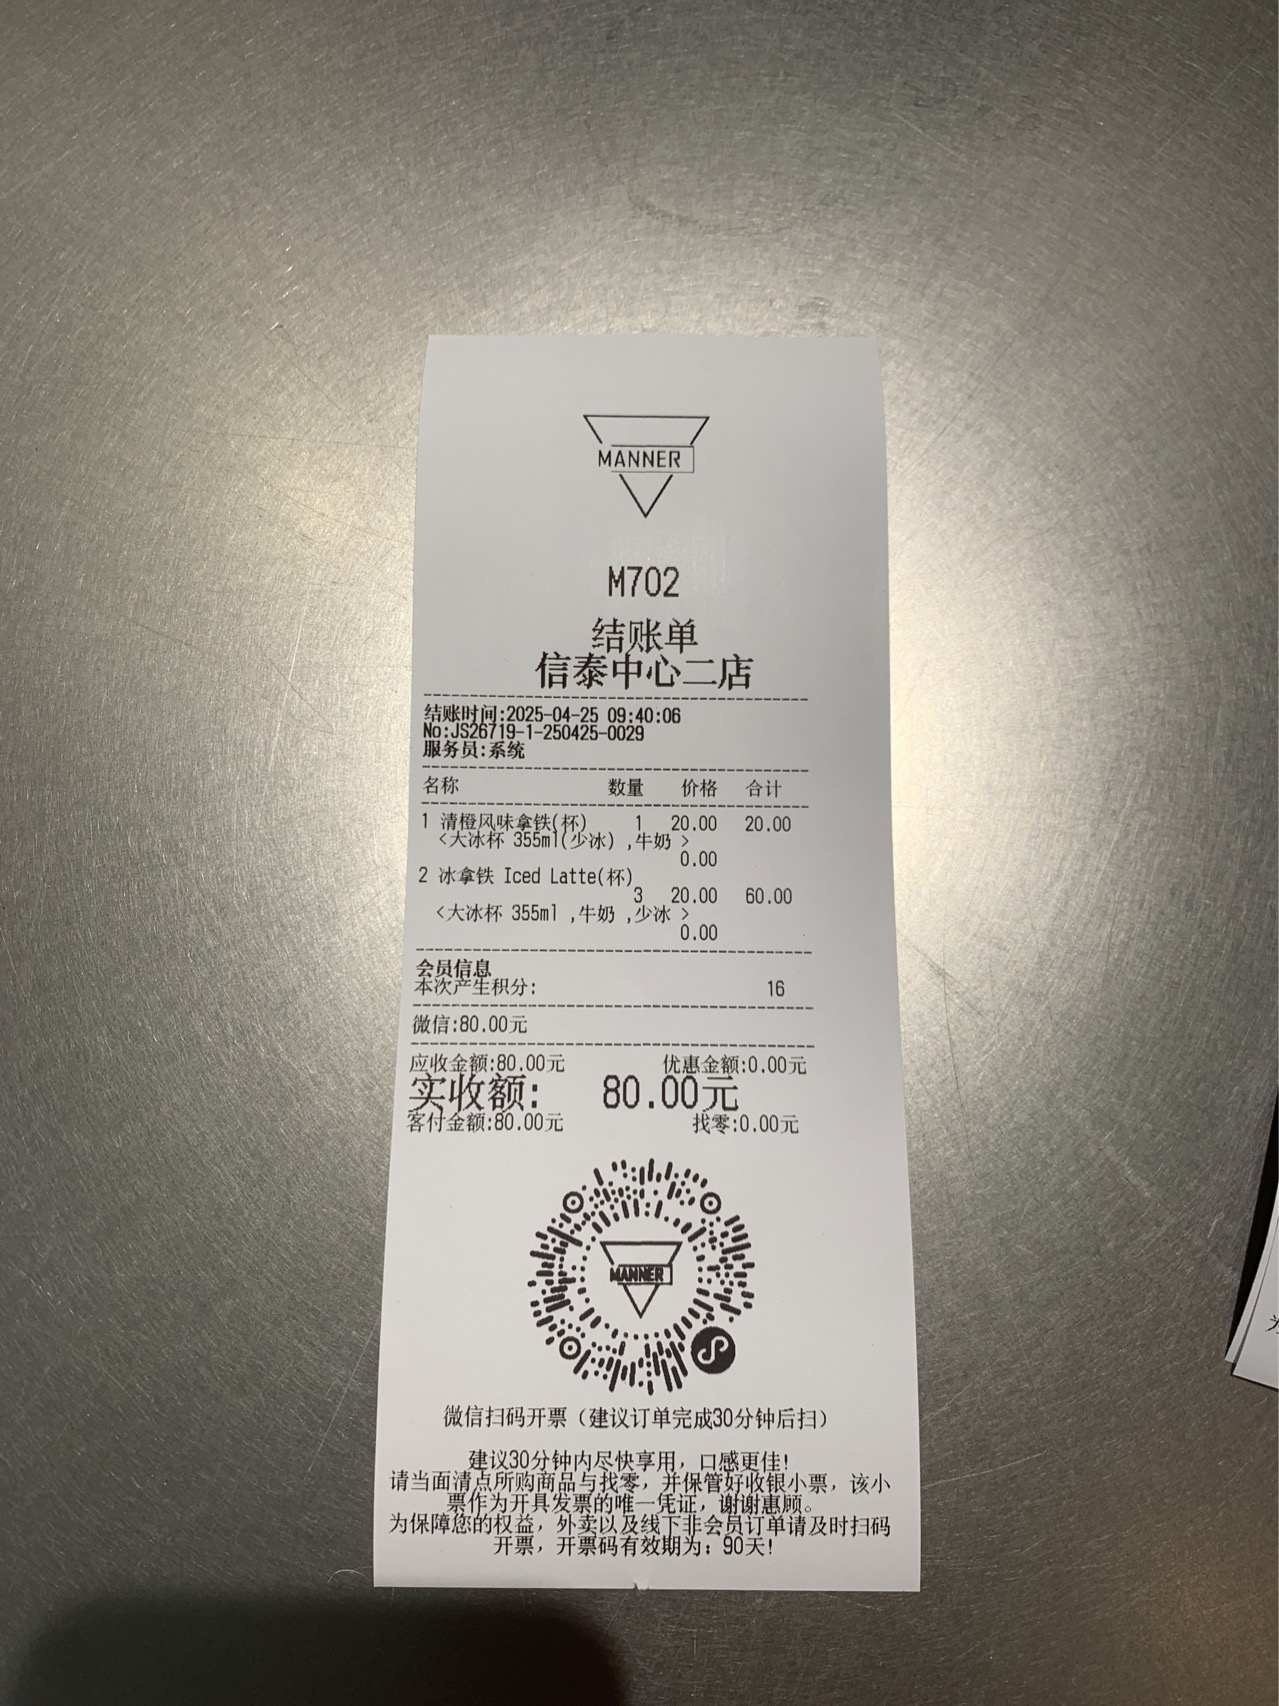 MANNER
M702
结账单
信泰中心二店
结账时间:2025-04-25 09:40:06
No:JS26719-1-250425-0029
服务员:系统
名称 数量 价格 合计
1 清橙风味拿铁(杯) 1 20.00 20.00
<大冰杯 355ml(少冰) ,牛奶 >
0.00
2 冰拿铁 Iced Latte(杯)
3 20.00 60.00
<大冰杯 355ml ,牛奶 ,少冰 >
0.00
会员信息
本次产生积分: 16
微信:80.00元
应收金额:80.00元 优惠金额:0.00元
实收额: 80.00元
客付金额:80.00元 找零:0.00元
MANNER
微信扫码开票（建议订单完成30分钟后扫）
建议30分钟内尽快享用，口感更佳!
请当面清点所购商品与找零，并保管好收银小票，该小
票作为开具发票的唯一凭证，谢谢惠顾。
为保障您的权益，外卖以及线下非会员订单请及时扫码
开票，开票码有效期为：90天!